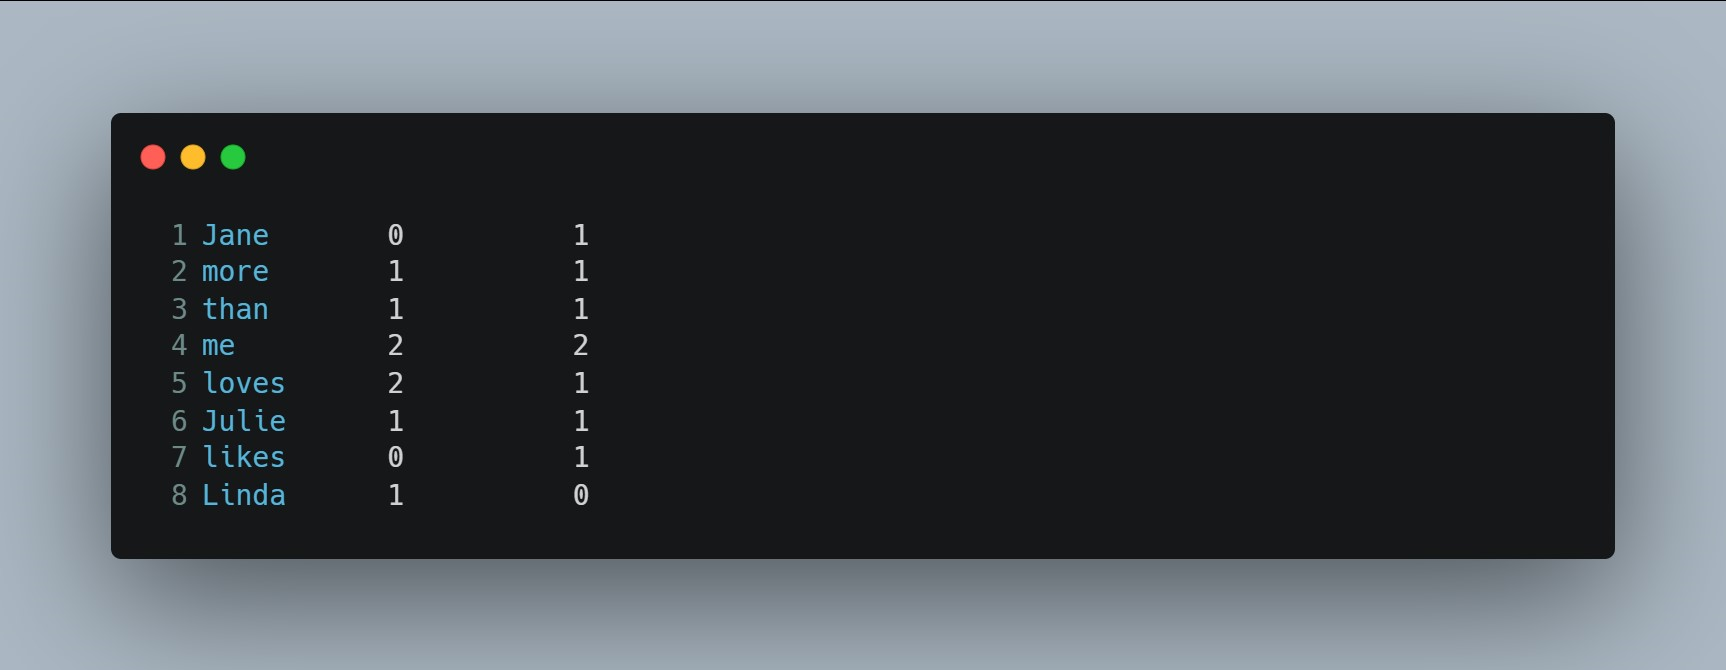 1 Jane 0 1
2 more 1 1
3 than 1 1
4 me 2 2
5 loves 2 1
6 Julie 1 1
7 likes 0 1
8 Linda 1 0